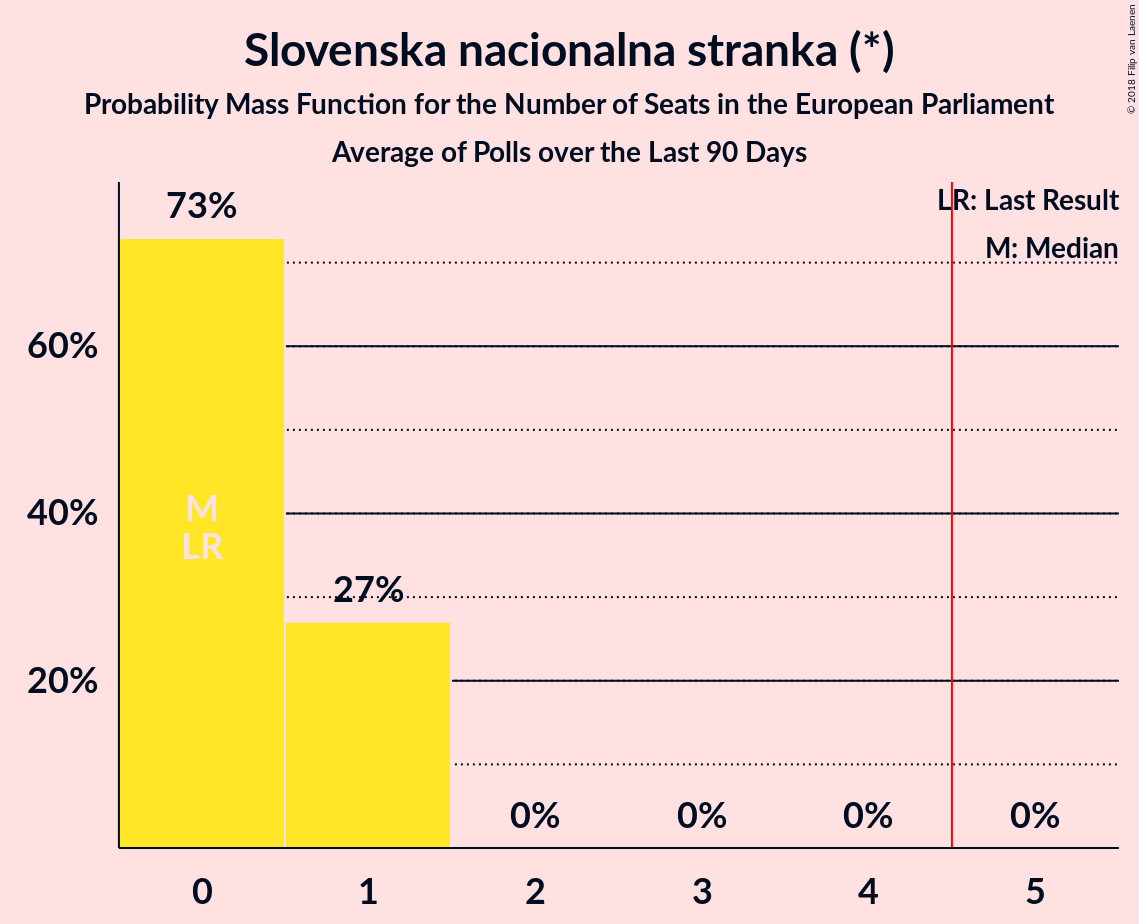 Slovenska nacionalna stranka (*)
Probability Mass Function for the Number of Seats in the European Parliament
Average of Polls over the Last 90 Days
© 2018 Filip van Laenen
LR: Last Result
M: Median
73%
60%
40%
20%
M
LR
27%
0%
0%
0%
0%
0
1
2
3
4
5